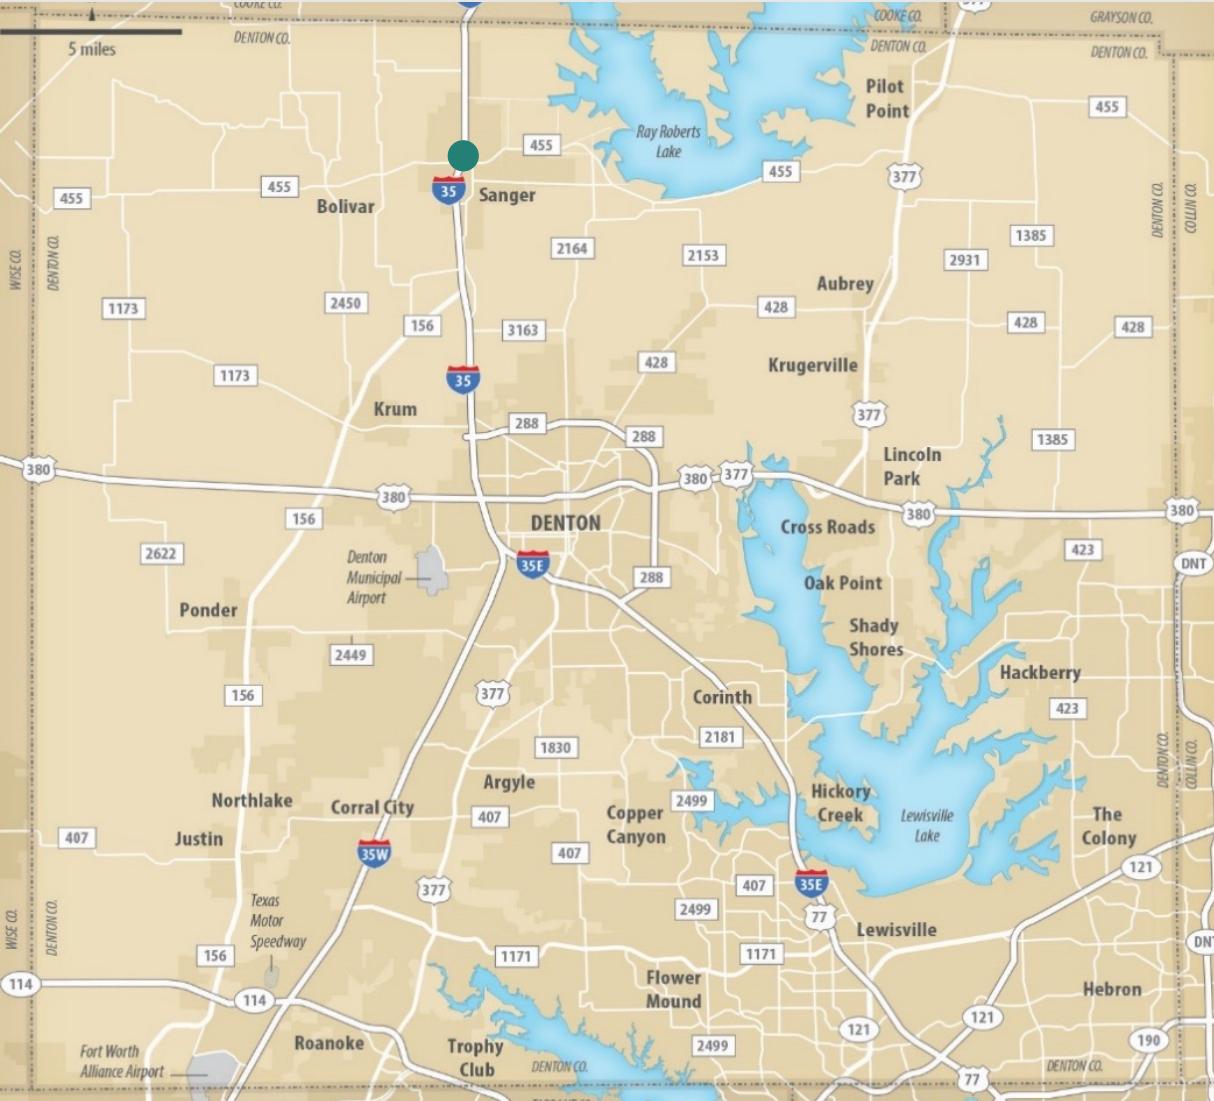 COOKE CO.
DENTON CO.
5 miles
COOKE CO.
DENTON CO.
GRAYSON CO.
DENTON CO.
377
Pilot
Point
455
Ray Roberts
Lake
455
455
377
455
455
35
Sanger
Bolivar
DENTON CO.
COLLIN CO.
WISE CO.
DENTON CO.
2164
2153
1385
2931
Aubrey
1173
2450
156
3163
428
428
428
1173
35
428
Krugerville
Krum
288
288
377
1385
Lincoln
Park
380
380
380
377
380
380
156
DENTON
Cross Roads
2622
Denton
Municipal
Airport
35E
288
423
DNT
Oak Point
Ponder
Shady
Shores
2449
Hackberry
156
377
Corinth
423
2181
1830
DENTON CO.
COLLIN CO.
Argyle
Northlake
Corral City
2499
Hickory
Creek
Lewisville
Lake
Copper
Canyon
The
Colony
407
Justin
407
407
35W
121
377
407
35E
2499
77
Lewisville
WISE CO.
DENTON CO.
Texas
Motor
Speedway
156
1171
1171
DN
114
114
Flower
Mound
Hebron
121
121
190
Roanoke
Trophy
Club
2499
Fort Worth
Alliance Airport
DENTON CO.
DENTON CO.
77